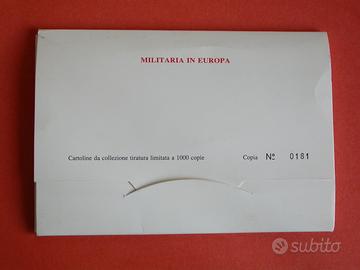 MILITARIA IN EUROPA
Cartoline da collezione tiratura limitata a 1000 copie Copia Nº 0181
subito